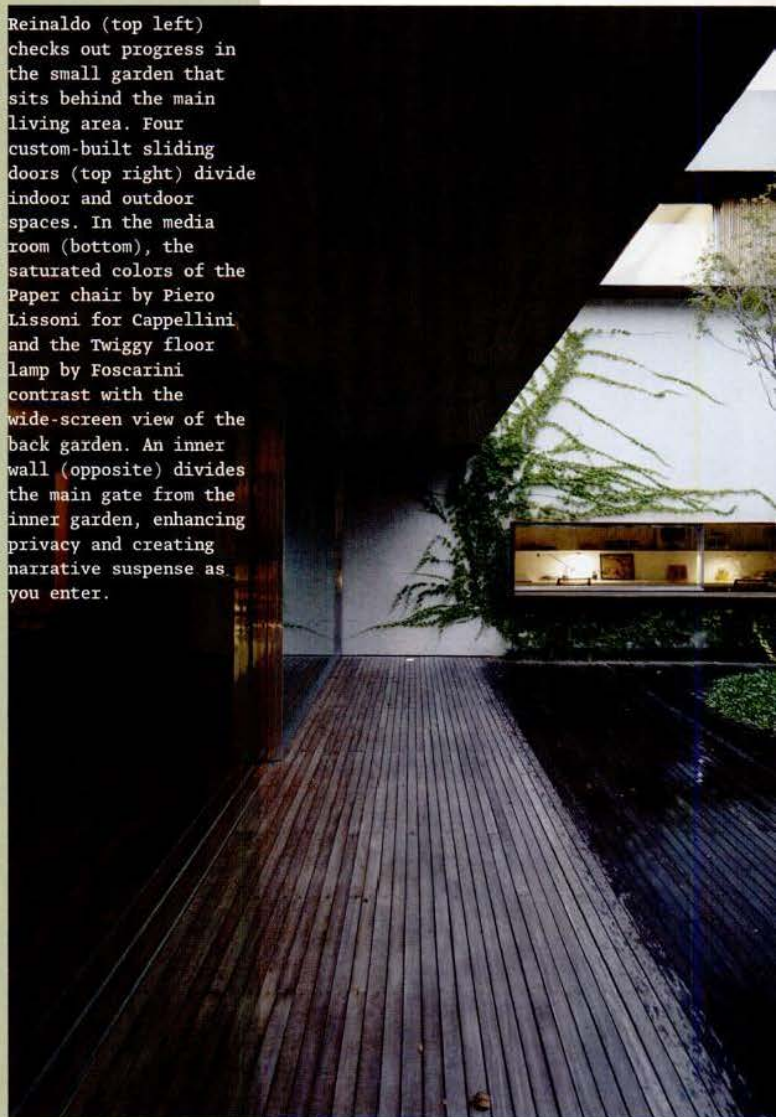 Reinaldo (top left)
checks out progress in
the small garden that
sits behind the main
living area. Four
custom-built sliding
doors (top right) divide
indoor and outdoor
spaces. In the media
room (bottom), the
saturated colors of the
Paper chair by Piero
Lissoni for Cappellini
and the Twiggy floor
lamp by Foscarini
contrast with the
wide-screen view of the
back garden. An inner
wall (opposite) divides
the main gate from the
inner garden, enhancing
privacy and creating
narrative suspense as
you enter.